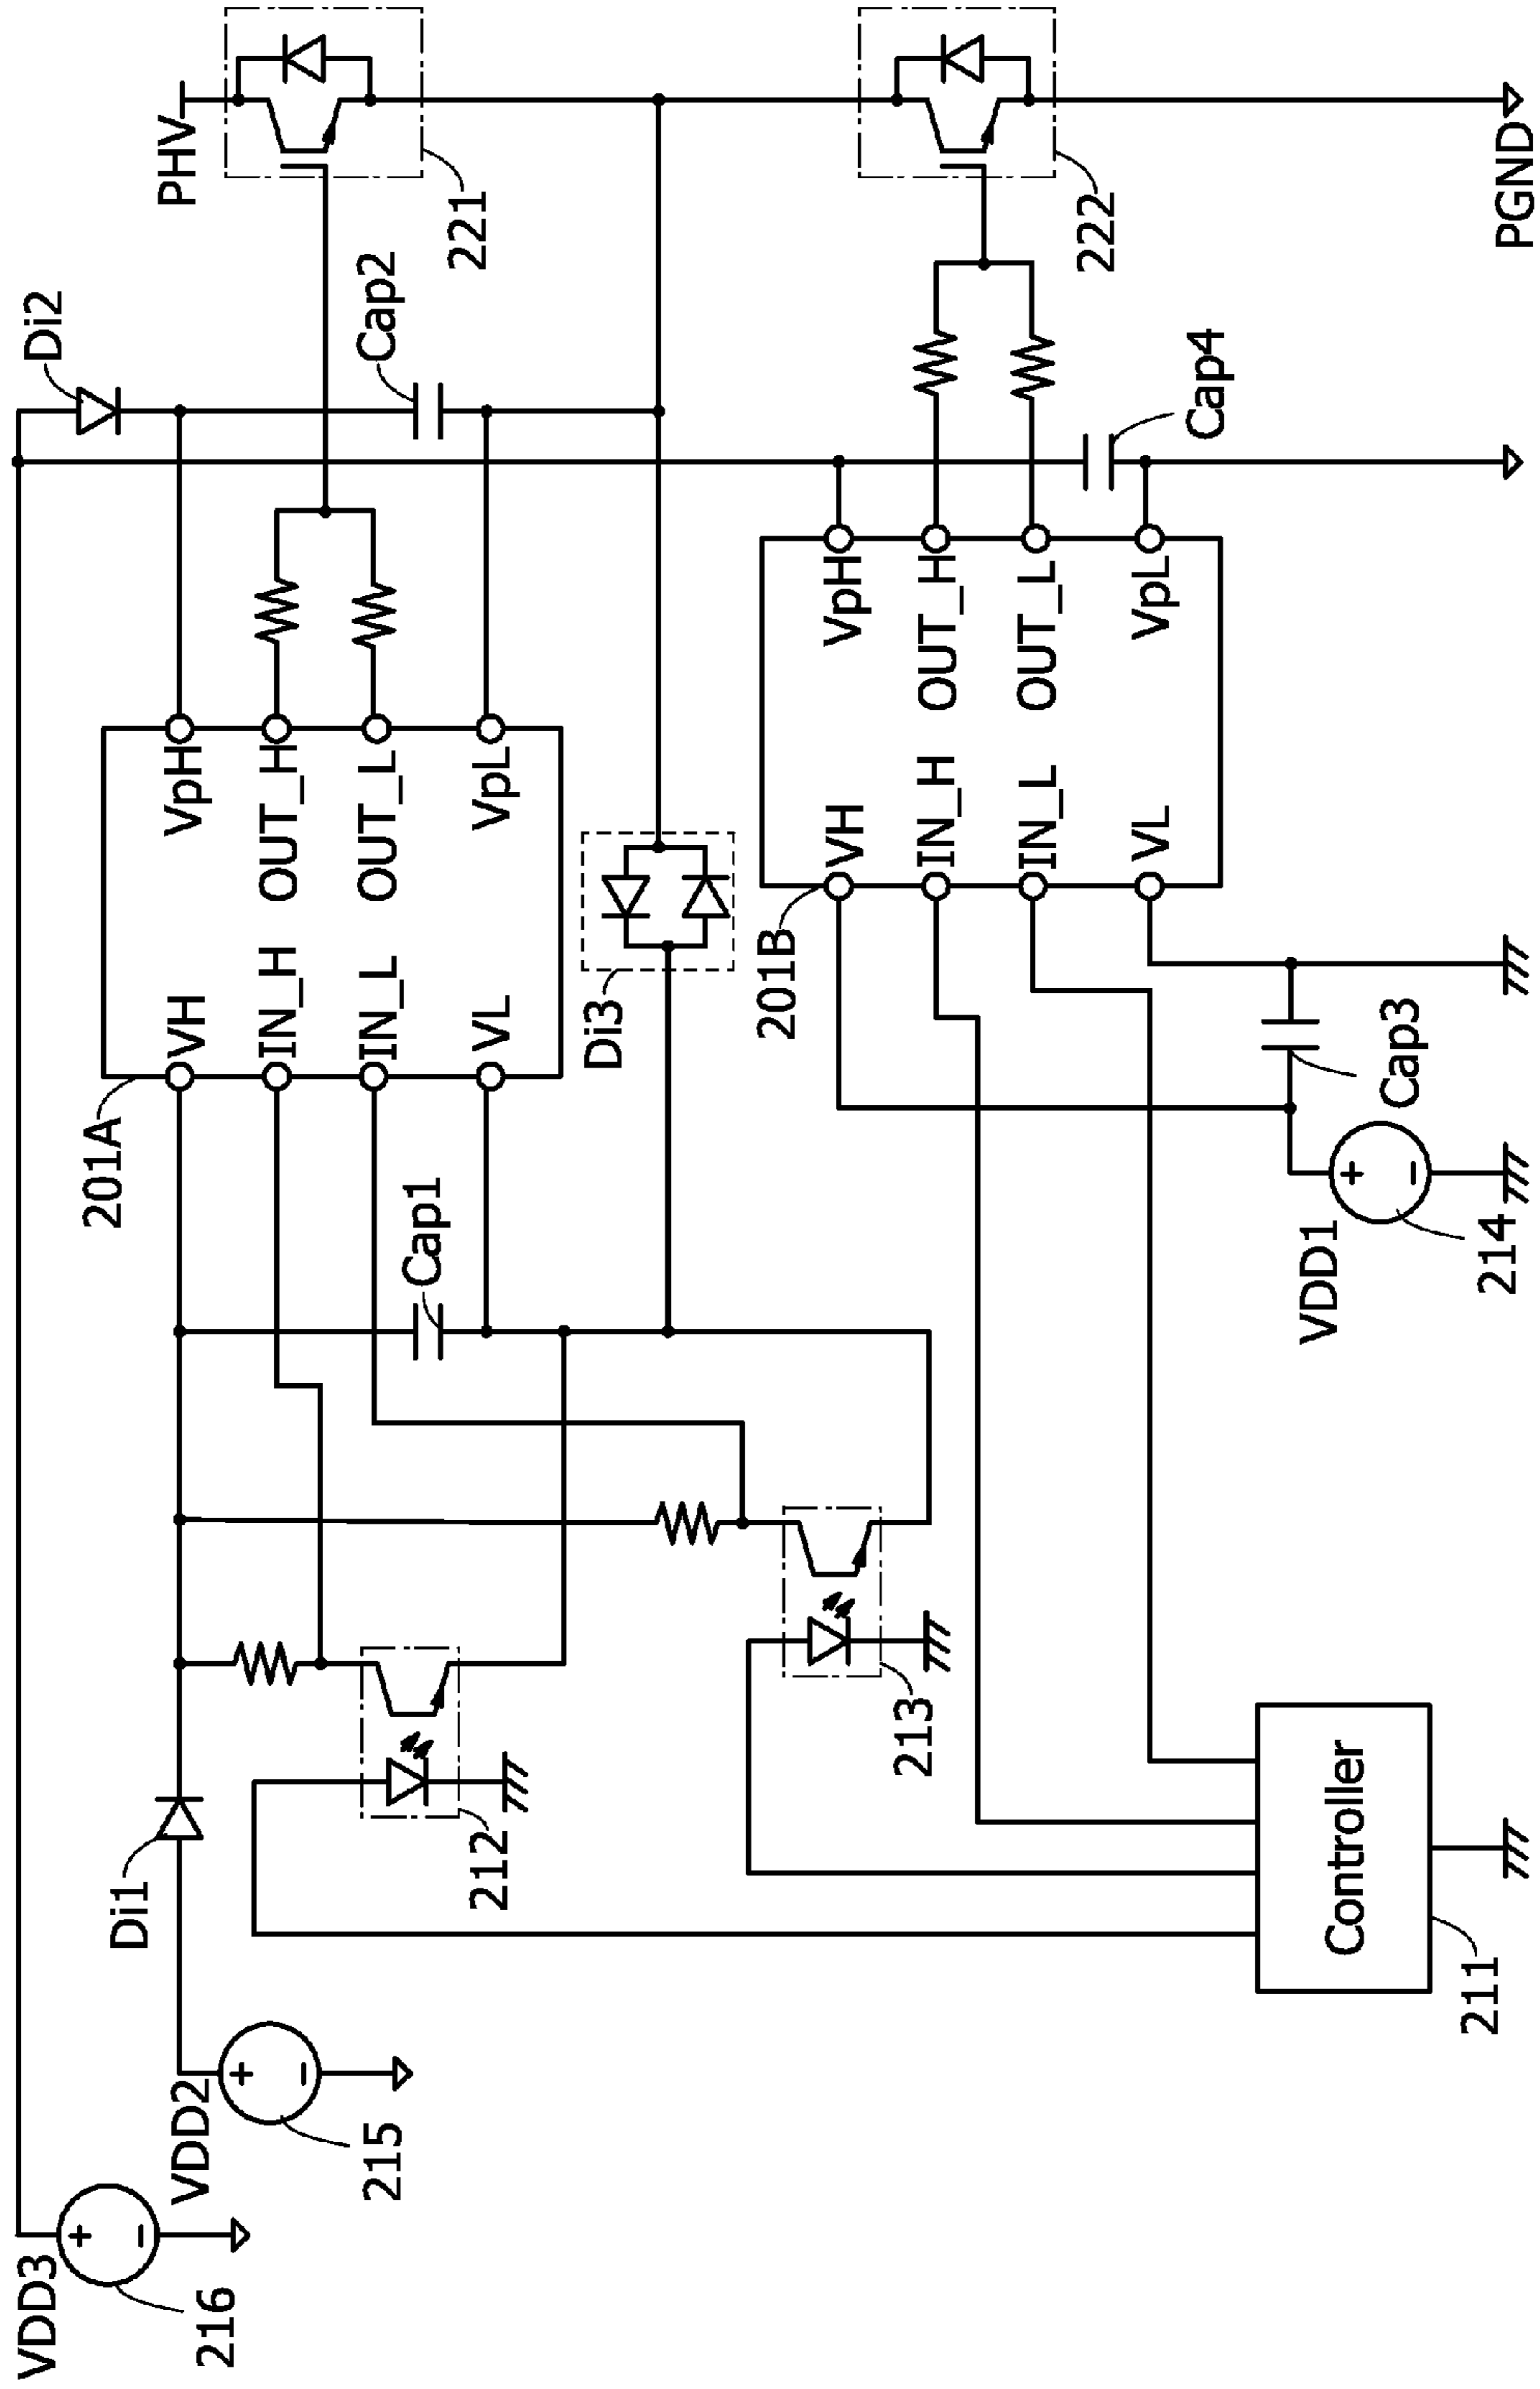 VDD3
216
VDD2
215
Di1
212
213
Controller
211
Cap1
201A
VH
IN_H
IN_L
VL
VpH
OUT_H
OUT_L
VpL
Di2
Cap2
PHV
221
Di3
201B
VH
IN_H
IN_L
VL
VpH
OUT_H
OUT_L
VpL
VDD1
214
Cap3
Cap4
222
PGND